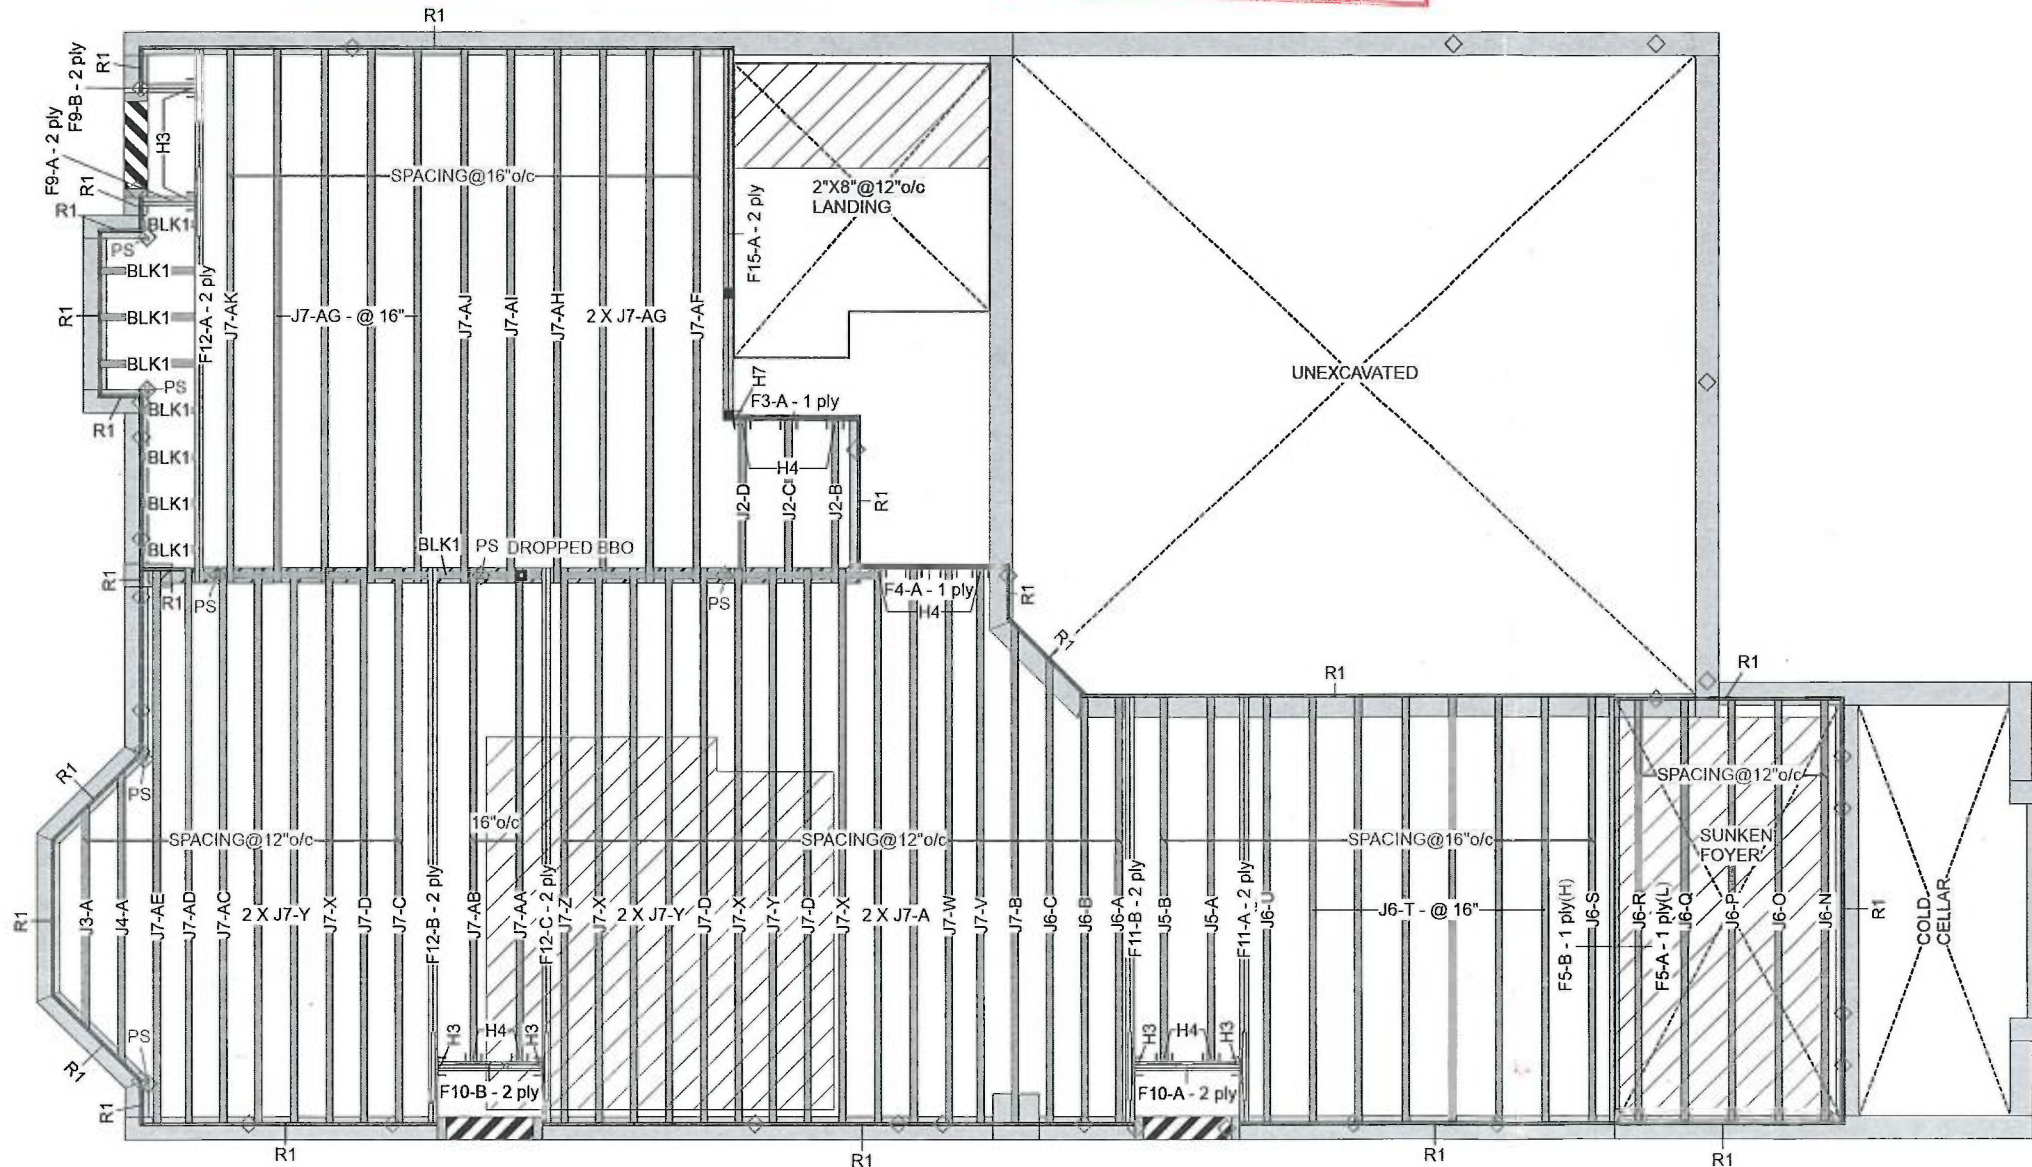 R1
R1
F9-B - 2 ply
F9-A - 2 ply
H3
R1
R1
BLK1
PS
BLK1
BLK1
BLK1
R1
PS
BLK1
R1
BLK1
BLK1
BLK1
F12-A - 2 ply
J7-AK
SPACING@16"o/c
J7-AG - @ 16"
J7-AJ
J7-AI
J7-AH
2 X J7-AG
J7-AF
F15-A - 2 ply
2"X8"@12"o/c
LANDING
UNEXCAVATED
H7
F3-A - 1 ply
H4
J2-D
J2-C
J2-B
R1
BLK1
PS
DROPPED BBO
R1
R1
PS
PS
F4-A - 1 ply
H4
R1
R1
R1
R1
R1
PS
SPACING@12"o/c
16"o/c
SPACING@12"o/c
SPACING@16"o/c
SPACING@12"o/c
SUNKEN
FOYER
COLD
CELLAR
R1
J3-A
J4-A
J7-AE
J7-AD
J7-AC
2 X J7-Y
J7-X
J7-D
J7-C
F12-B - 2 ply
J7-AB
J7-AA
F12-C - 2 ply
J7-Z
J7-X
2 X J7-Y
J7-D
J7-X
J7-Y
J7-D
J7-X
2 X J7-A
J7-W
J7-V
J7-B
J6-C
J6-B
J6-A
F11-B - 2 ply
J5-B
J5-A
F11-A - 2 ply
J6-U
J6-T - @ 16"
F5-B - 1 ply(H)
J6-S
J6-R
F5-A - 1 ply(L)
J6-Q
J6-P
J6-O
J6-N
R1
PS
R1
R1
H3
H4
H3
F10-B - 2 ply
H3
H4
H3
F10-A - 2 ply
R1
R1
R1
R1